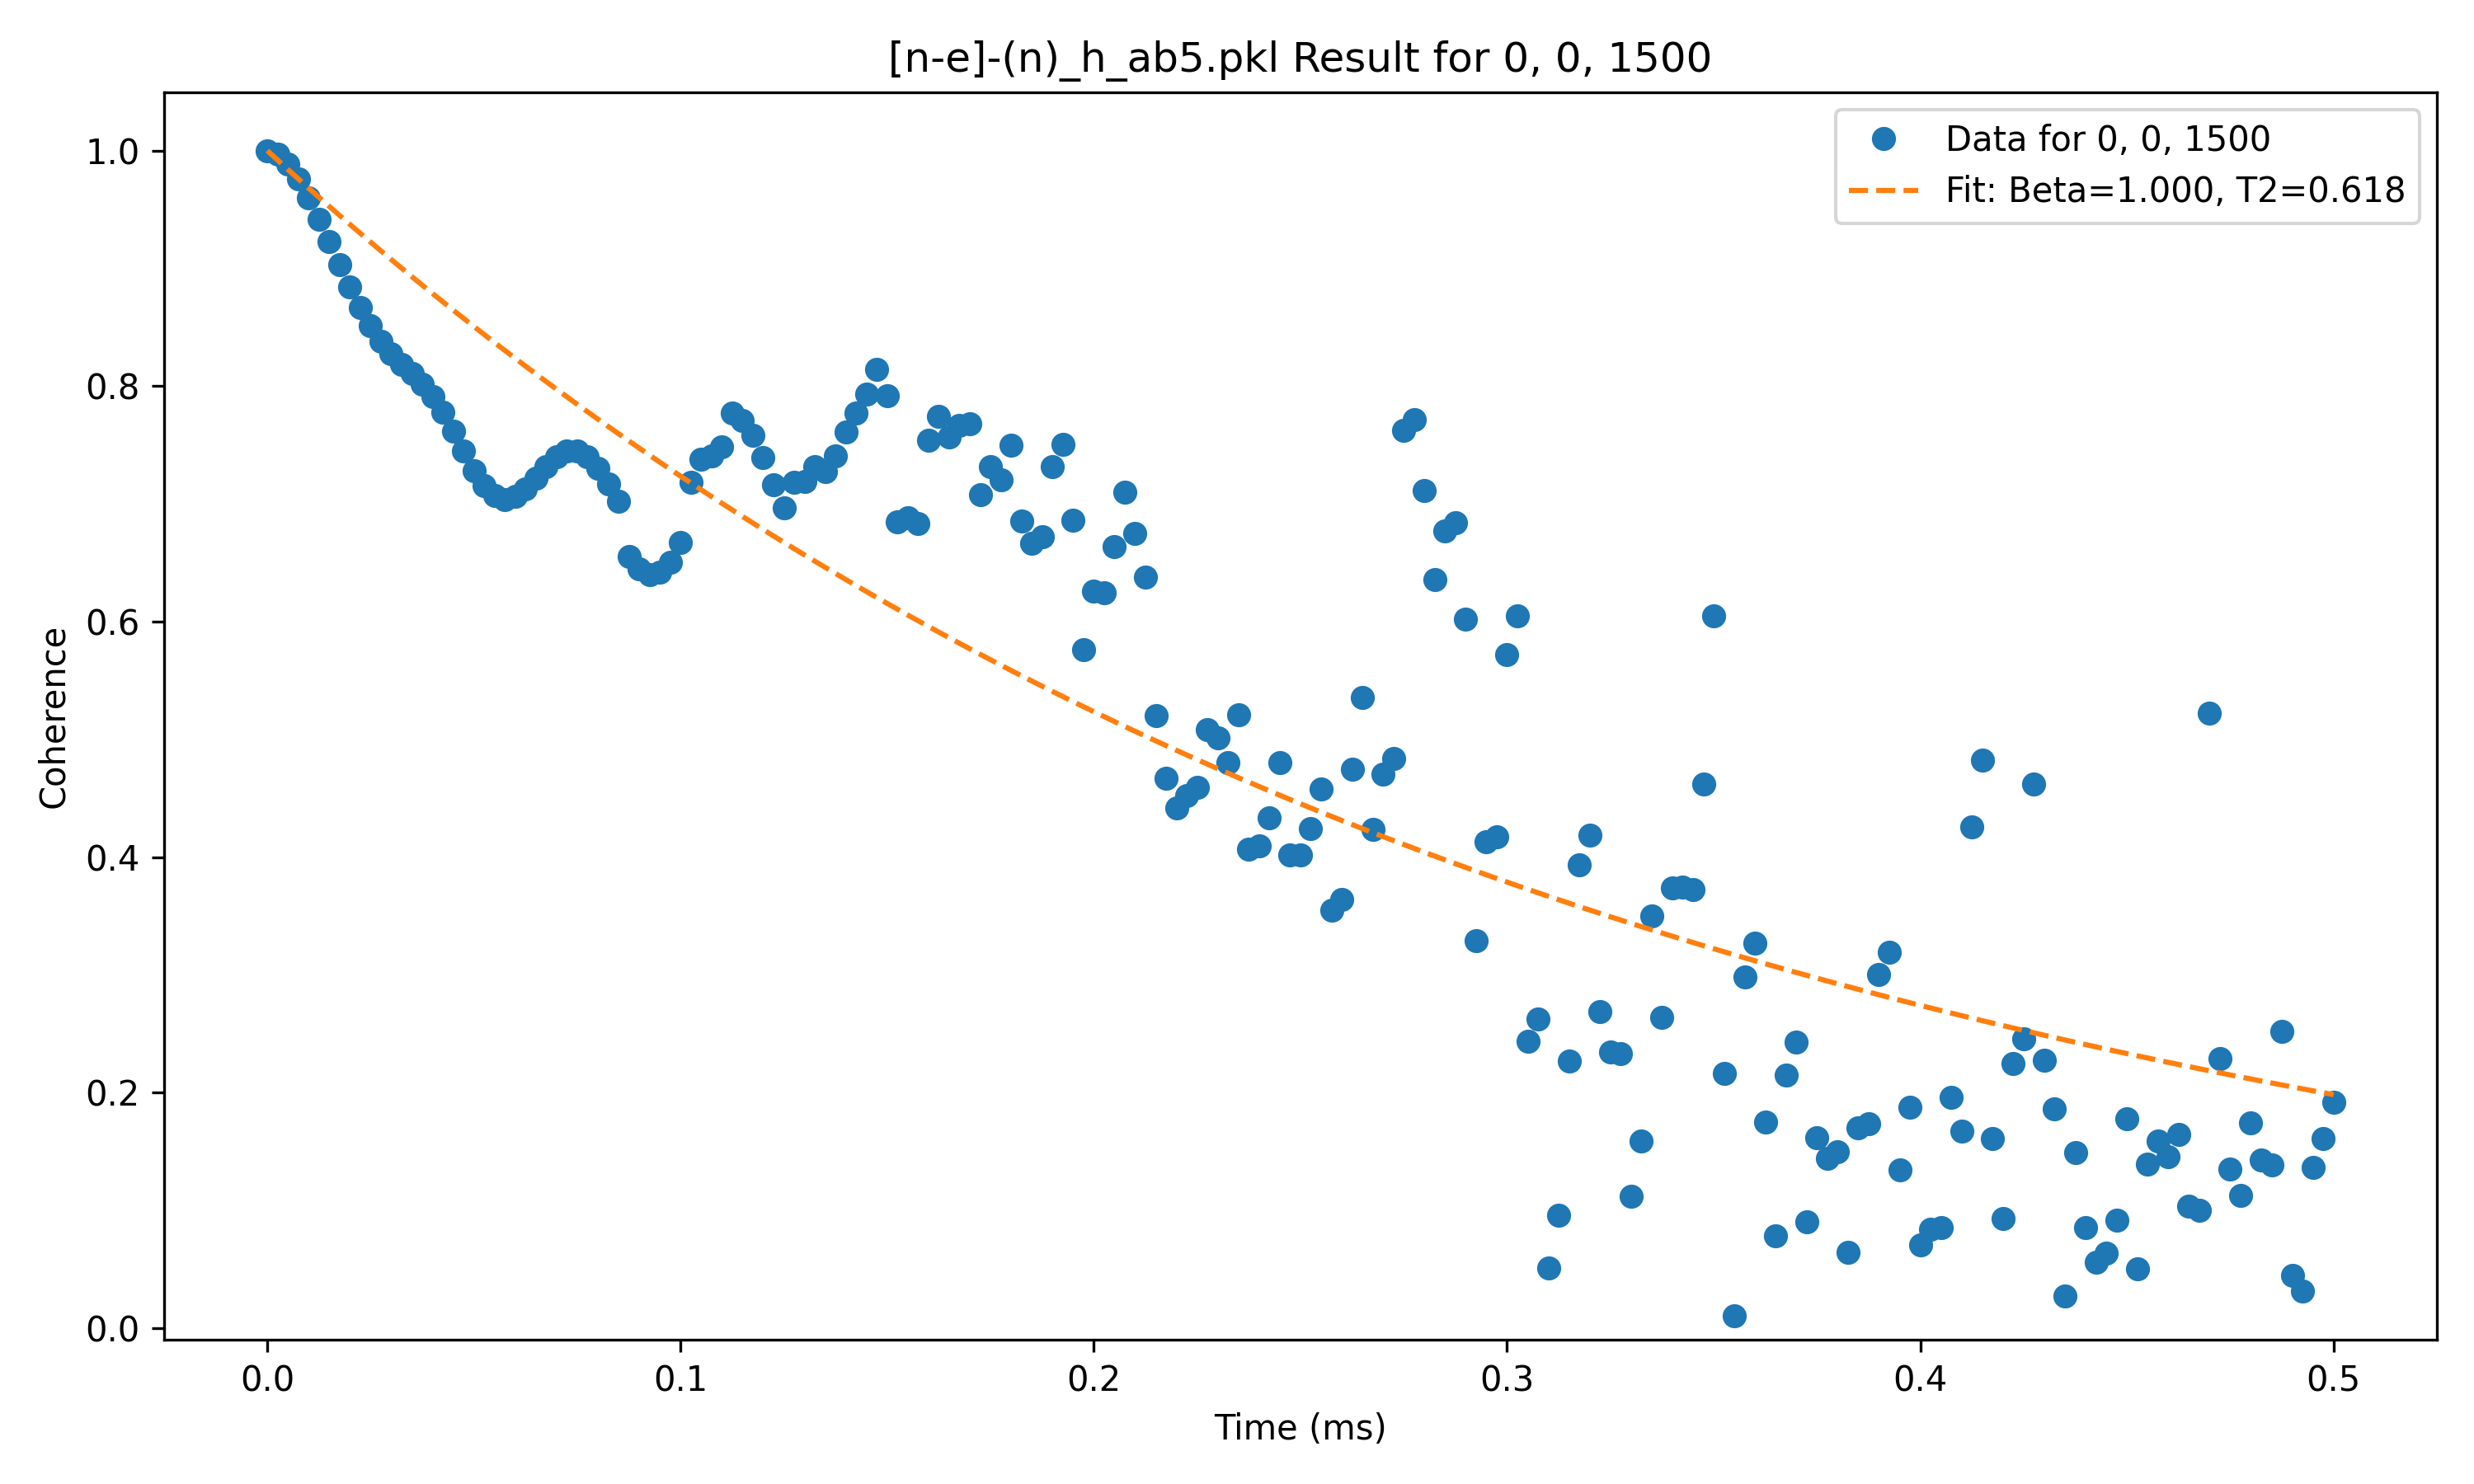 [n-e]-(n)_h_ab5.pkl Result for 0, 0, 1500
Data for 0, 0, 1500
Fit: Beta=1.000, T2=0.618
Coherence
1.0
0.8
0.6
0.4
0.2
0.0
0.0 0.1 0.2 0.3 0.4 0.5
Time (ms)